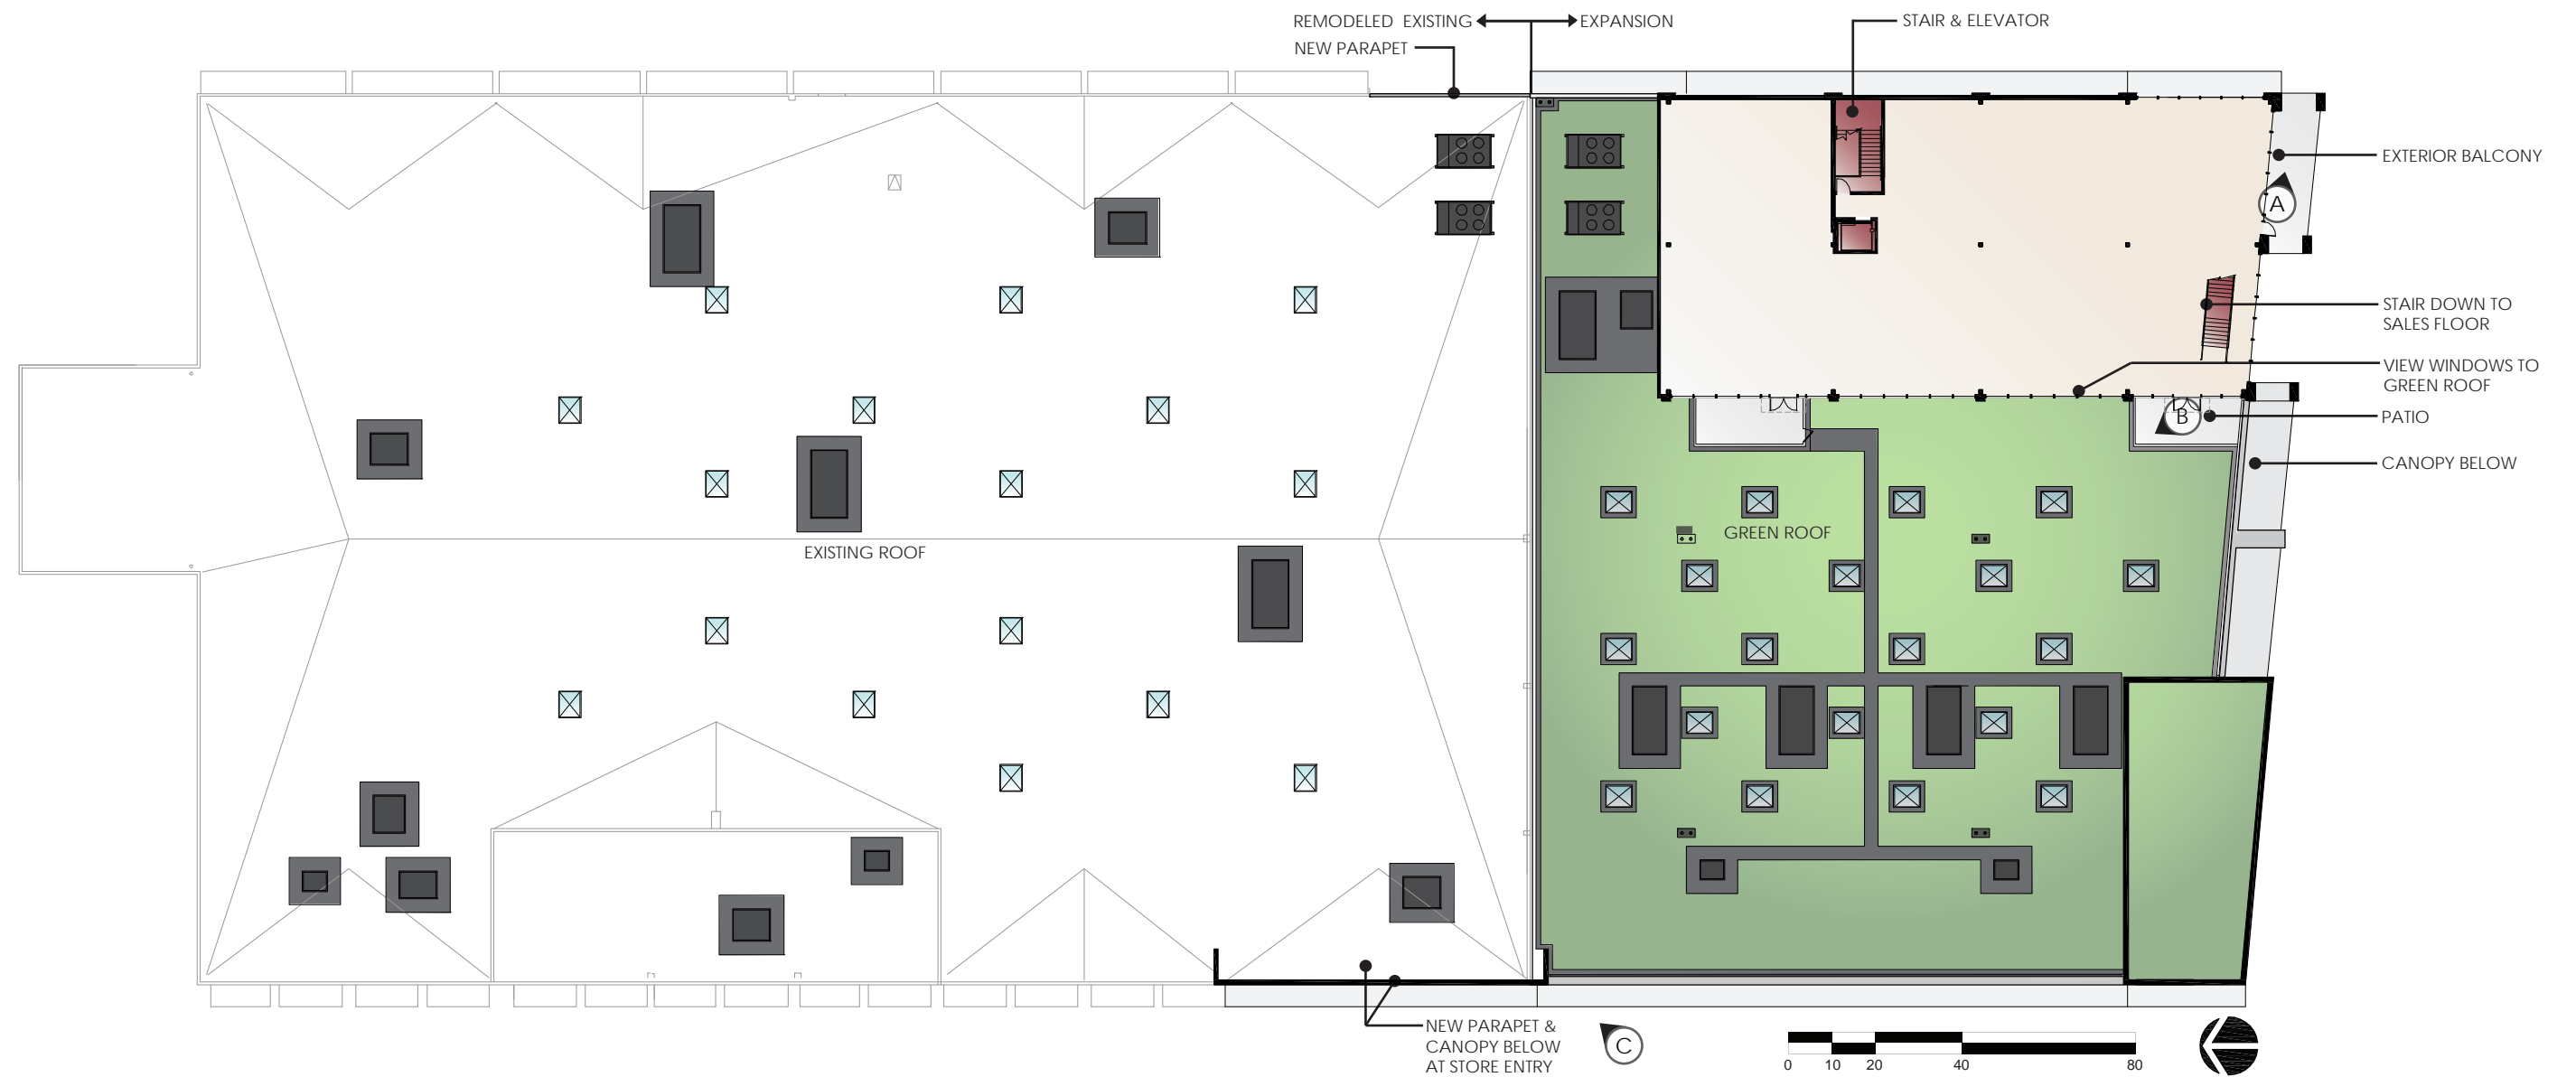 REMODELED EXISTING
EXPANSION
STAIR & ELEVATOR
NEW PARAPET
EXTERIOR BALCONY
A
STAIR DOWN TO
SALES FLOOR
VIEW WINDOWS TO
GREEN ROOF
B
PATIO
CANOPY BELOW
GREEN ROOF
EXISTING ROOF
NEW PARAPET &
CANOPY BELOW
AT STORE ENTRY
C
0 10 20 40 80